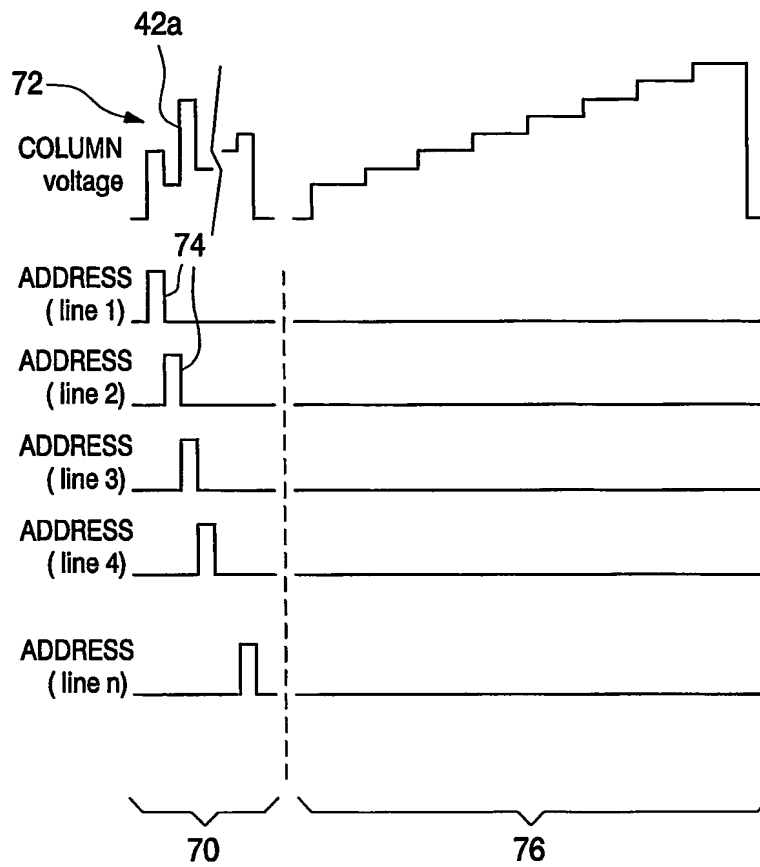 42a
72
COLUMN
voltage
74
ADDRESS
( line 1)
ADDRESS
( line 2)
ADDRESS
( line 3)
ADDRESS
( line 4)
ADDRESS
( line n)
70
76